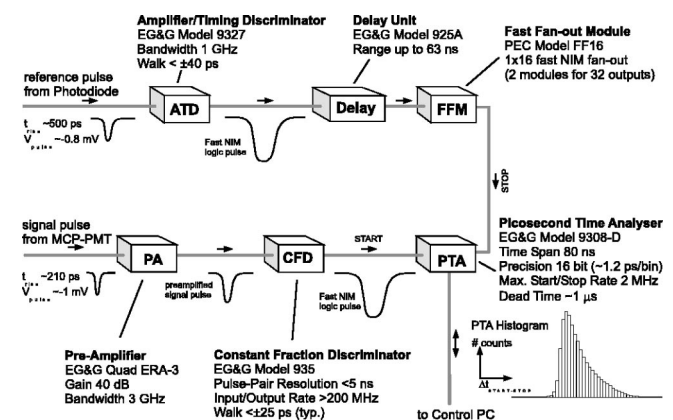 Amplifier/Timing Discriminator
EG&G Model 9327
Bandwidth 1 GHz
Walk < ±40 ps
Delay Unit
EG&G Model 925A
Range up to 63 ns
Fast Fan-out Module
PEC Model FF16
1x16 fast NIM fan-out
(2 modules for 32 outputs)
reference pulse
from Photodiode
ATD
Delay
FFM
t rise ~500 ps
V pulse ~-0.8 mV
Fast NIM
logic pulse
STOP
signal pulse
from MCP-PMT
PA
CFD
START
PTA
Picosecond Time Analyser
EG&G Model 9308-D
Time Span 80 ns
Precision 16 bit (~1.2 ps/bin)
Max. Start/Stop Rate 2 MHz
Dead Time ~1 μs
t rise ~210 ps
V pulse ~-1 mV
preamplified
signal pulse
Fast NIM
logic pulse
PTA Histogram
# counts
Δt START-STOP
Pre-Amplifier
EG&G Quad ERA-3
Gain 40 dB
Bandwidth 3 GHz
Constant Fraction Discriminator
EG&G Model 935
Pulse-Pair Resolution <5 ns
Input/Output Rate >200 MHz
Walk <±25 ps (typ.)
to Control PC